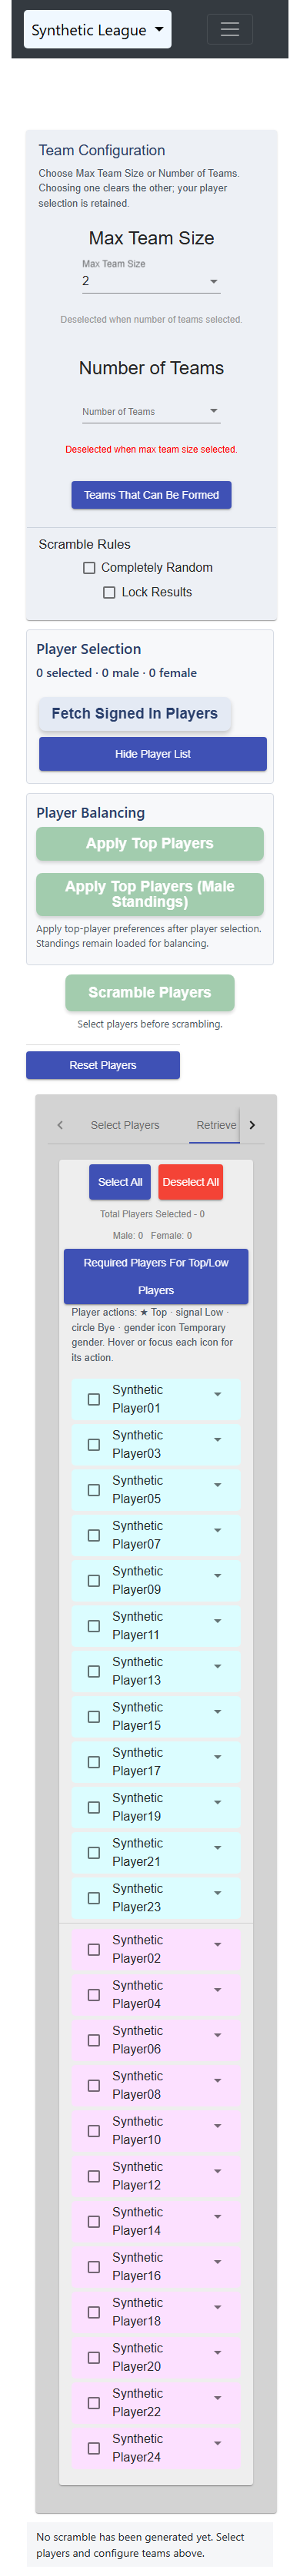 Synthetic League
Team Configuration
Choose Max Team Size or Number of Teams.
Choosing one clears the other; your player
selection is retained.
Max Team Size
Max Team Size
2
Deselected when number of teams selected.
Number of Teams
Number of Teams
Deselected when max team size selected.
Teams That Can Be Formed
Scramble Rules
Completely Random
Lock Results
Player Selection
0 selected · 0 male · 0 female
Fetch Signed In Players
Hide Player List
Player Balancing
Apply Top Players
Apply Top Players (Male
Standings)
Apply top-player preferences after player selection.
Standings remain loaded for balancing.
Scramble Players
Select players before scrambling.
Reset Players
Select Players
Retrieve
Select All
Deselect All
Total Players Selected - 0
Male: 0 Female: 0
Required Players For Top/Low
Players
Player actions: ★ Top · signal Low ·
circle Bye · gender icon Temporary
gender. Hover or focus each icon for
its action.
Synthetic
Player01
Synthetic
Player03
Synthetic
Player05
Synthetic
Player07
Synthetic
Player09
Synthetic
Player11
Synthetic
Player13
Synthetic
Player15
Synthetic
Player17
Synthetic
Player19
Synthetic
Player21
Synthetic
Player23
Synthetic
Player02
Synthetic
Player04
Synthetic
Player06
Synthetic
Player08
Synthetic
Player10
Synthetic
Player12
Synthetic
Player14
Synthetic
Player16
Synthetic
Player18
Synthetic
Player20
Synthetic
Player22
Synthetic
Player24
No scramble has been generated yet. Select
players and configure teams above.